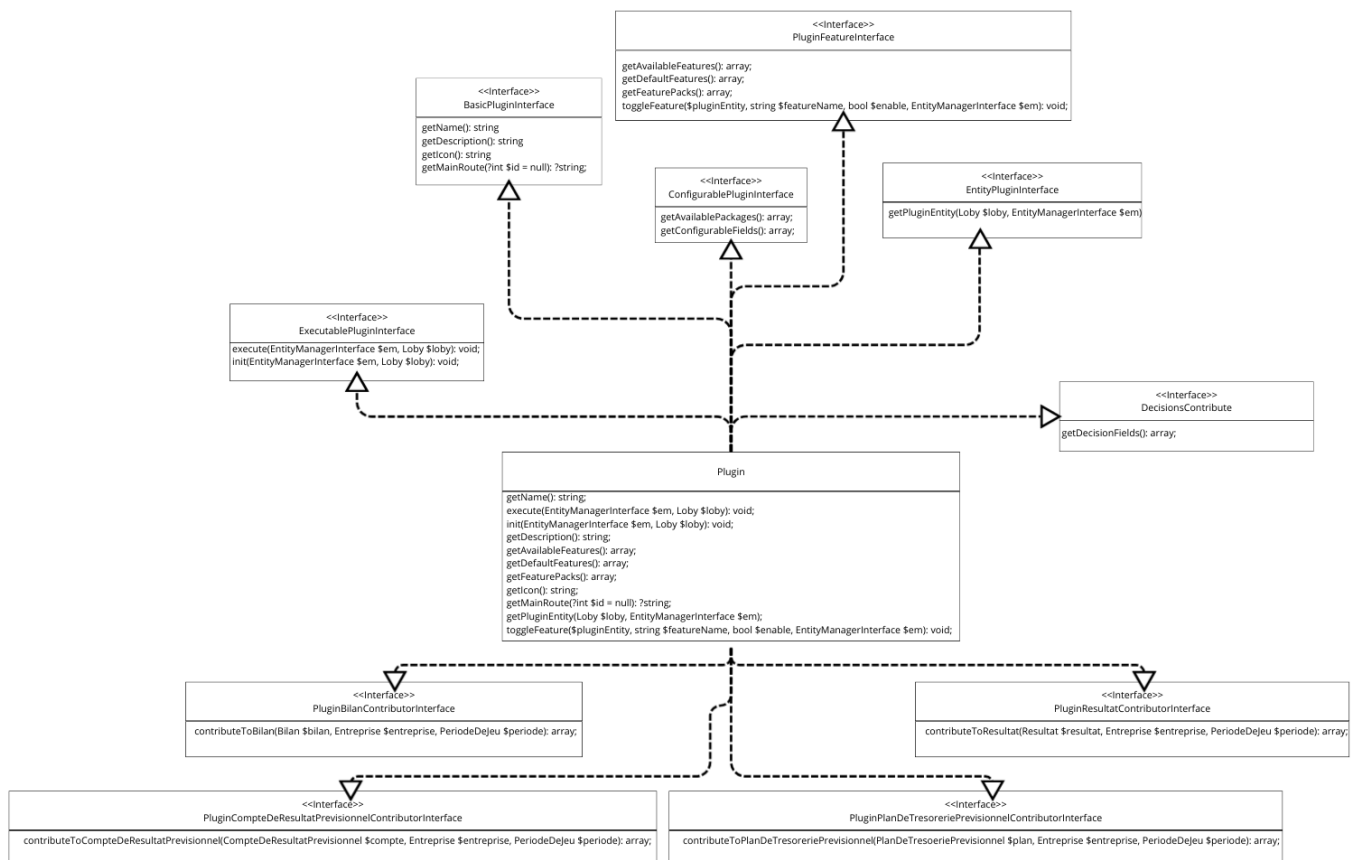 <<Interface>>
PluginFeatureInterface
getAvailableFeatures(): array;
getDefaultFeatures(): array;
getFeaturePacks(): array;
toggleFeature($pluginEntity, string $featureName, bool $enable, EntityManagerInterface $em): void;
<<Interface>>
BasicPluginInterface
getName(): string
getDescription(): string
getIcon(): string
getMainRoute(?int $id = null): ?string;
<<Interface>>
ConfigurablePluginInterface
getAvailablePackages(): array;
getConfigurableFields(): array;
<<Interface>>
EntityPluginInterface
getPluginEntity(Loby $loby, EntityManagerInterface $em)
<<Interface>>
ExecutablePluginInterface
execute(EntityManagerInterface $em, Loby $loby): void;
init(EntityManagerInterface $em, Loby $loby): void;
<<Interface>>
DecisionsContribute
getDecisionFields(): array;
Plugin
getName(): string;
execute(EntityManagerInterface $em, Loby $loby): void;
init(EntityManagerInterface $em, Loby $loby): void;
getDescription(): string;
getAvailableFeatures(): array;
getDefaultFeatures(): array;
getFeaturePacks(): array;
getIcon(): string;
getMainRoute(?int $id = null): ?string;
getPluginEntity(Loby $loby, EntityManagerInterface $em);
toggleFeature($pluginEntity, string $featureName, bool $enable, EntityManagerInterface $em): void;
<<Interface>>
PluginBilanContributorInterface
contributeToBilan(Bilan $bilan, Entreprise $entreprise, PeriodeDeJeu $periode): array;
<<Interface>>
PluginResultatContributorInterface
contributeToResultat(Resultat $resultat, Entreprise $entreprise, PeriodeDeJeu $periode): array;
<<Interface>>
PluginCompteDeResultatPrevisionnelContributorInterface
contributeToCompteDeResultatPrevisionnel(CompteDeResultatPrevisionnel $compte, Entreprise $entreprise, PeriodeDeJeu $periode): array;
<<Interface>>
PluginPlanDeTresoreriePrevisionnelContributorInterface
contributeToPlanDeTresoreriePrevisionnel(PlanDeTresoeriePrevisionnel $plan, Entreprise $entreprise, PeriodeDeJeu $periode): array;